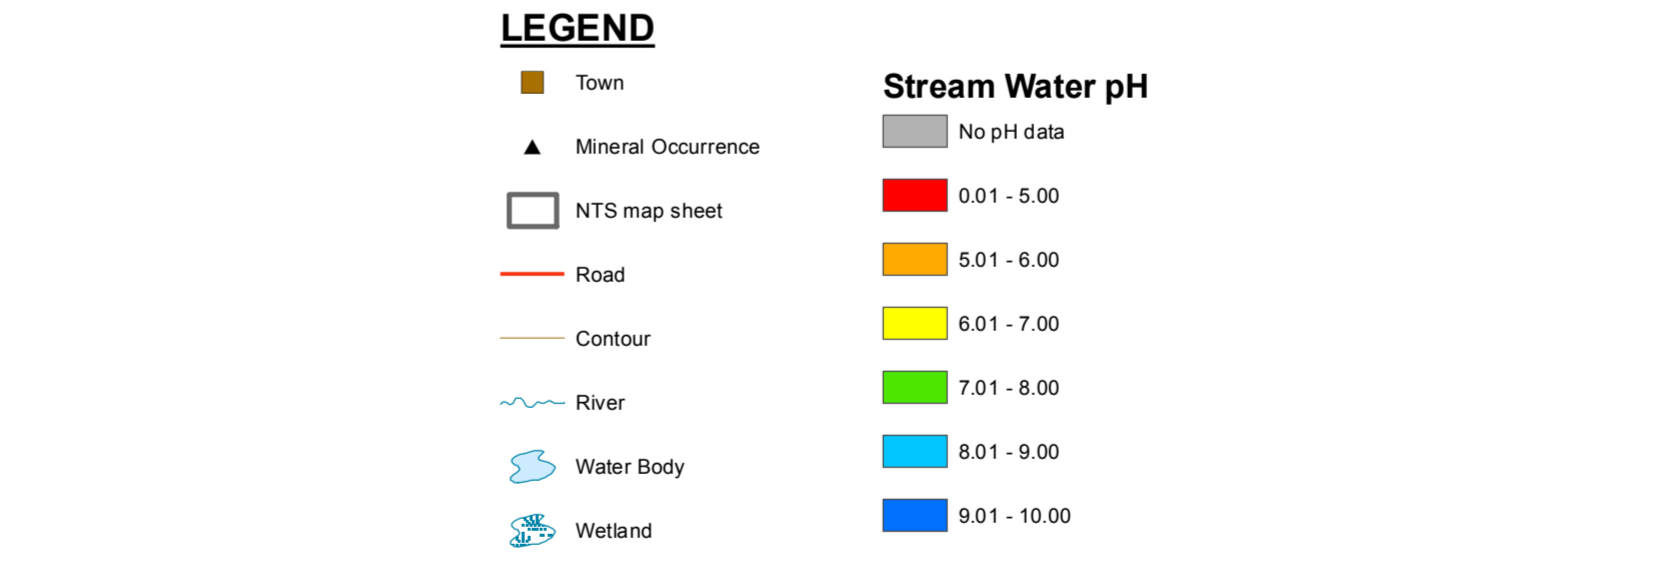 LEGEND
Town
Mineral Occurrence
NTS map sheet
Road
Contour
River
Water Body
Wetland
Stream Water pH
No pH data
0.01 - 5.00
5.01 - 6.00
6.01 - 7.00
7.01 - 8.00
8.01 - 9.00
9.01 - 10.00